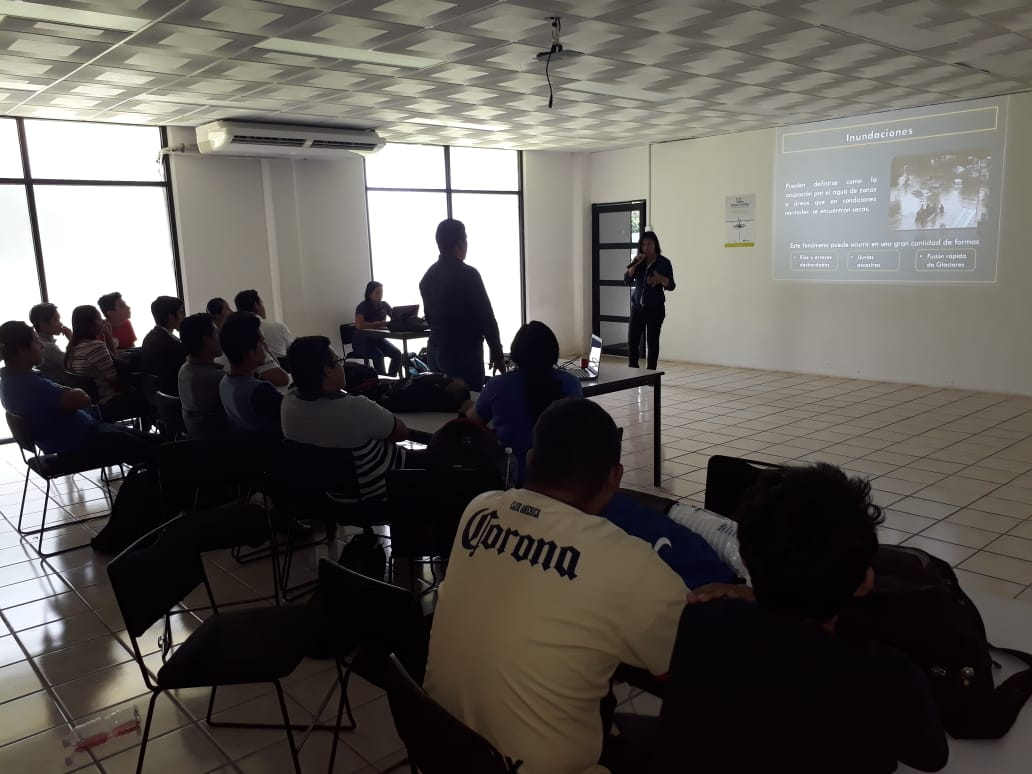 Inundaciones
Pueden definirse como la
ocupación por el agua de zonas
o áreas que en condiciones
normales se encuentran secas.
Este fenómeno puede ocurrir en una gran cantidad de formas
Ríos y arroyos
desbordados
Lluvias
excesivas
Fusión rápida
de Glaciares
CLUB AMERICA
Corona